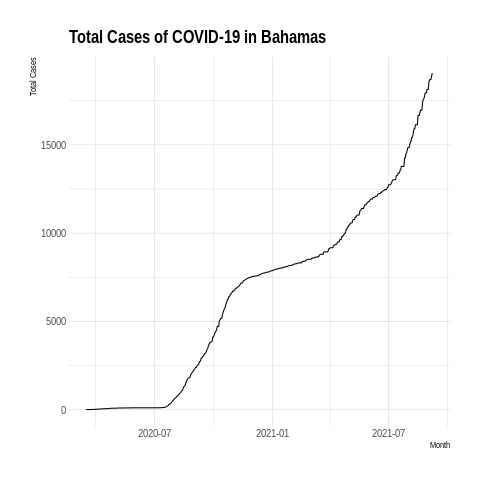 Total Cases of COVID-19 in Bahamas
Total Cases
15000
10000
5000
0
2020-07 2021-01 2021-07
Month